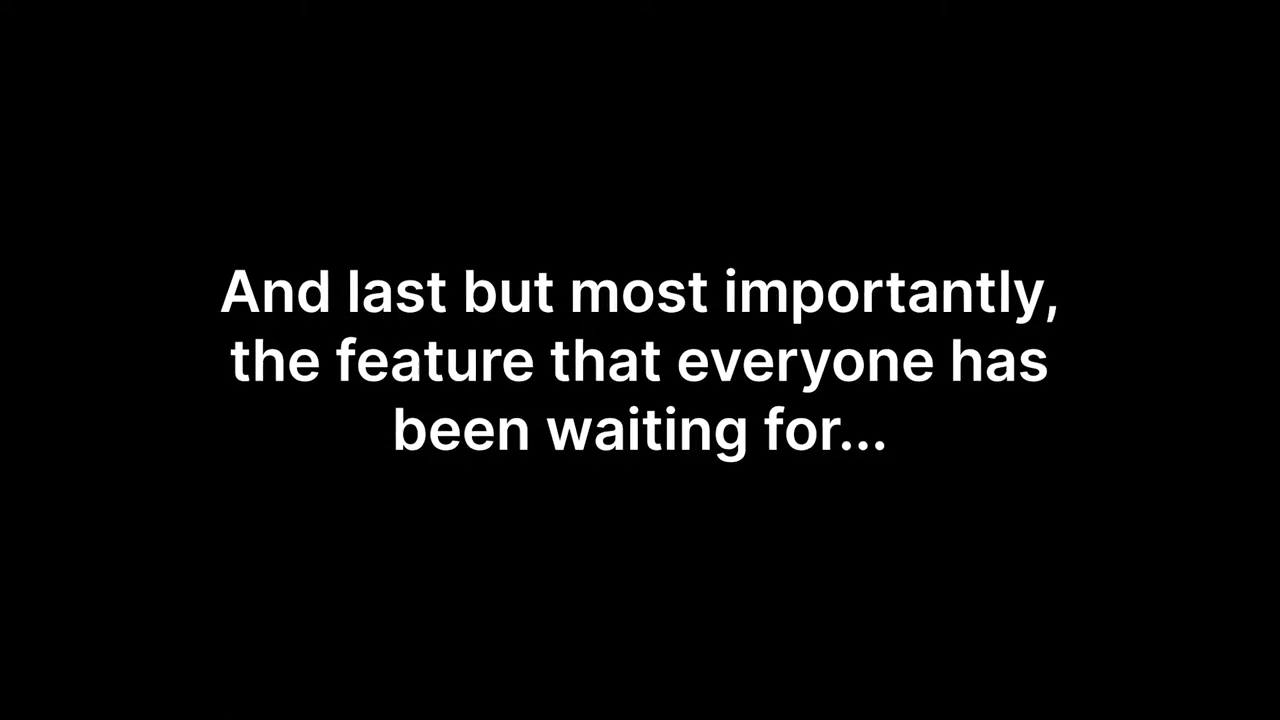 And last but most importantly,
the feature that everyone has
been waiting for...